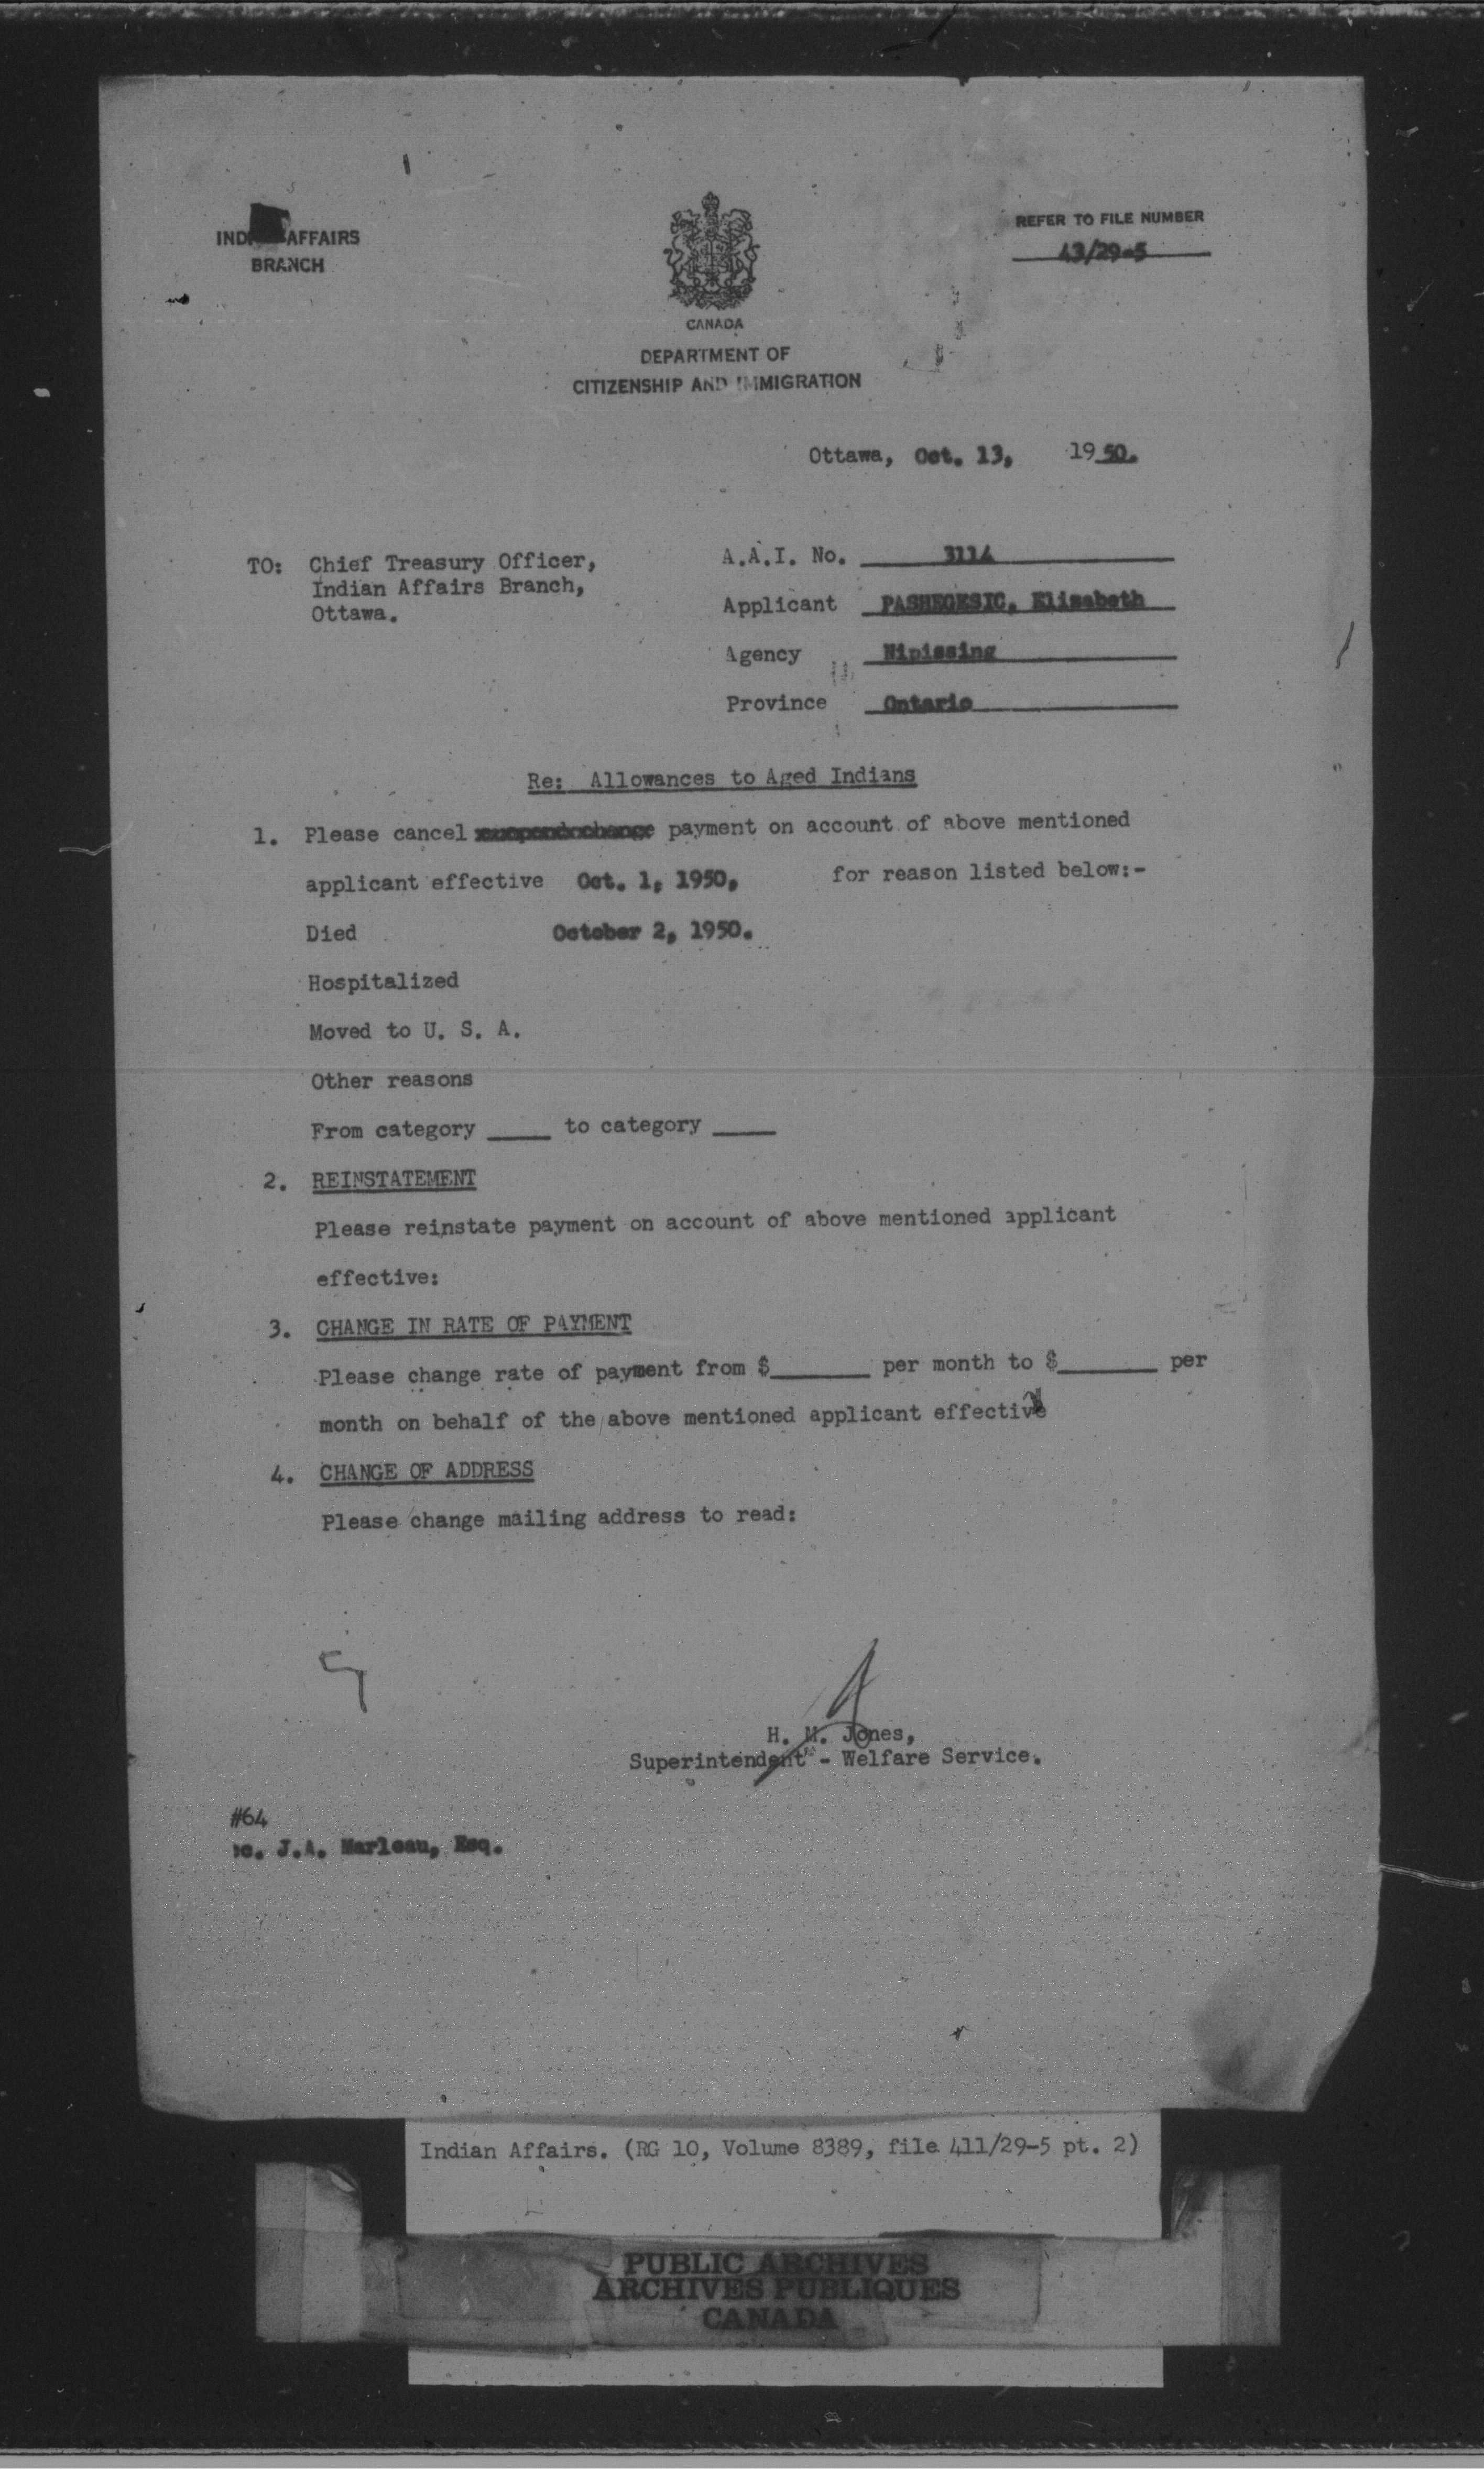 INDIAN AFFAIRS
BRANCH
REFER TO FILE NUMBER
43/29-5
CANADA
DEPARTMENT OF
CITIZENSHIP AND IMMIGRATION
Ottawa, Oct. 13, 1950.
TO: Chief Treasury Officer,
Indian Affairs Branch,
Ottawa.
A.A.I. No. 3114
Applicant PASHEGESIC, Elizabeth
Agency Nipissing
Province Ontario
Re: Allowances to Aged Indians
1. Please cancel payment on account of above mentioned
applicant effective Oct. 1, 1950, for reason listed below:-
Died October 2, 1950.
Hospitalized
Moved to U. S. A.
Other reasons
From category _____ to category _____
2. REINSTATEMENT
Please reinstate payment on account of above mentioned applicant
effective:
3. CHANGE IN RATE OF PAYMENT
Please change rate of payment from $________ per month to $________ per
month on behalf of the above mentioned applicant effective
4. CHANGE OF ADDRESS
Please change mailing address to read:
H. M. Jones,
Superintendent - Welfare Service.
#64
cc. J.A. Marleau, Esq.
Indian Affairs. (RG 10, Volume 8389, file 411/29-5 pt. 2)
PUBLIC ARCHIVES
ARCHIVES PUBLIQUES
CANADA